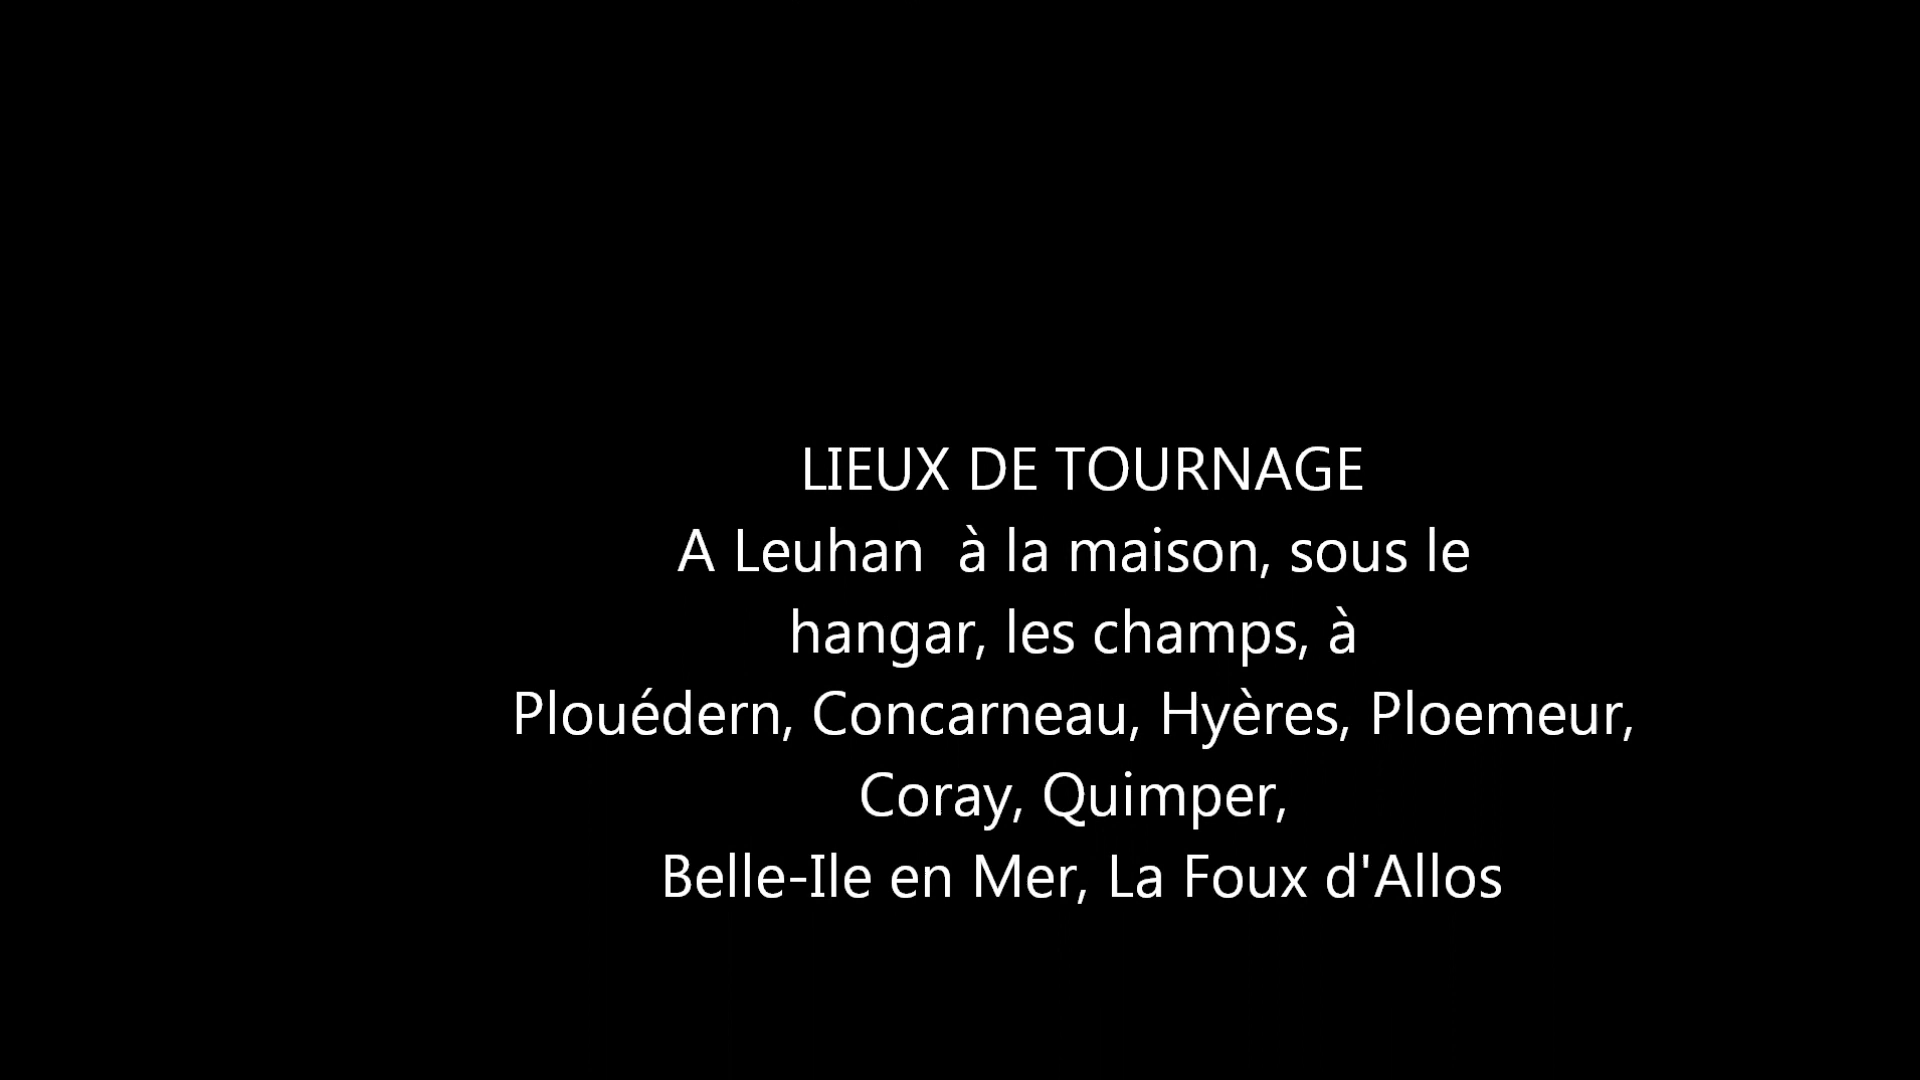 LIEUX DE TOURNAGE
A Leuhan  à la maison, sous le
hangar, les champs, à
Plouédern, Concarneau, Hyères, Ploemeur,
Coray, Quimper,
Belle-Ile en Mer, La Foux d'Allos